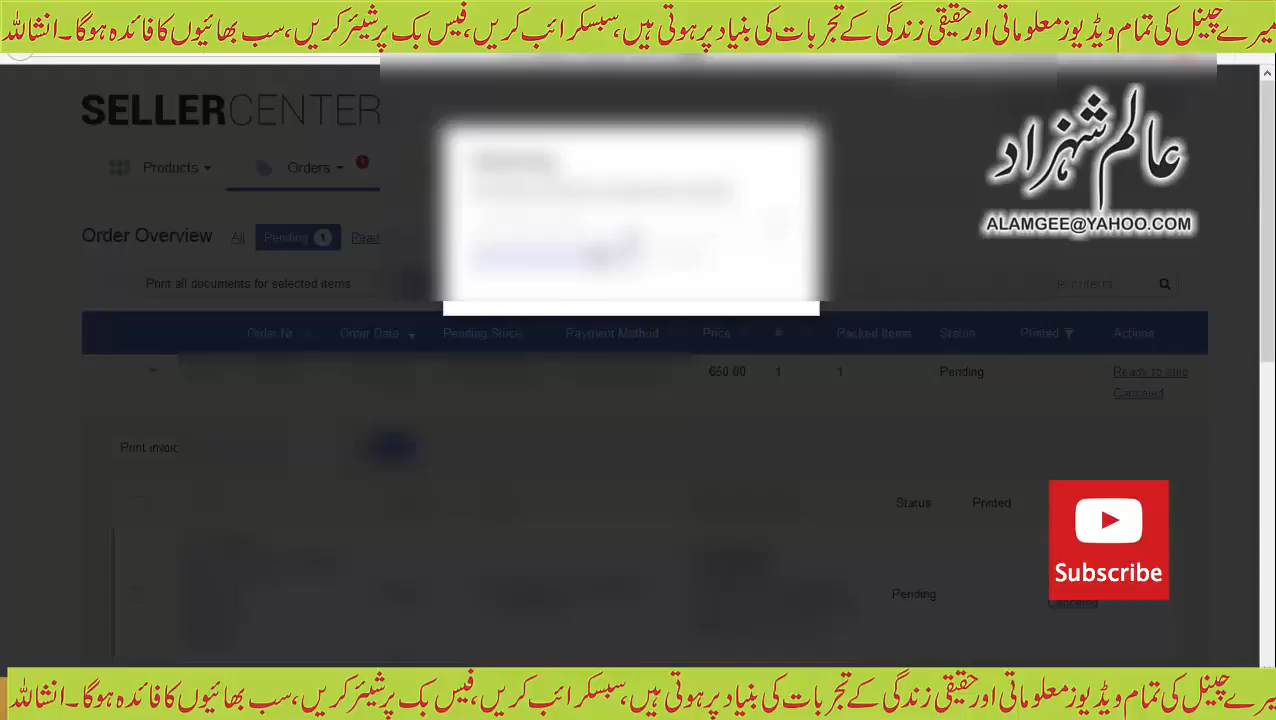 میرے چینل کی تمام ویڈیوز معلوماتی اور حقیقی زندگی کے تجربات کی بنیاد پر ہوتی ہیں، سبسکرائب کریں، فیس بک پر شیئر کریں، سب بھائیوں کا فائدہ ہوگا۔ انشاللہ
SELLERCENTER
عالم شہزاد
Products
Orders
ALAMGEE@YAHOO.COM
Order Overview All Pending 1
Print all documents for selected items
Order Nr Order Date Pending Since Payment Method Price # Packed Items Status Printed Actions
650.00 1 1 Pending Ready to ship
Canceled
Print invoic
Status Printed
Subscribe
Pending
Canceled
میرے چینل کی تمام ویڈیوز معلوماتی اور حقیقی زندگی کے تجربات کی بنیاد پر ہوتی ہیں، سبسکرائب کریں، فیس بک پر شیئر کریں، سب بھائیوں کا فائدہ ہوگا۔ انشاللہ